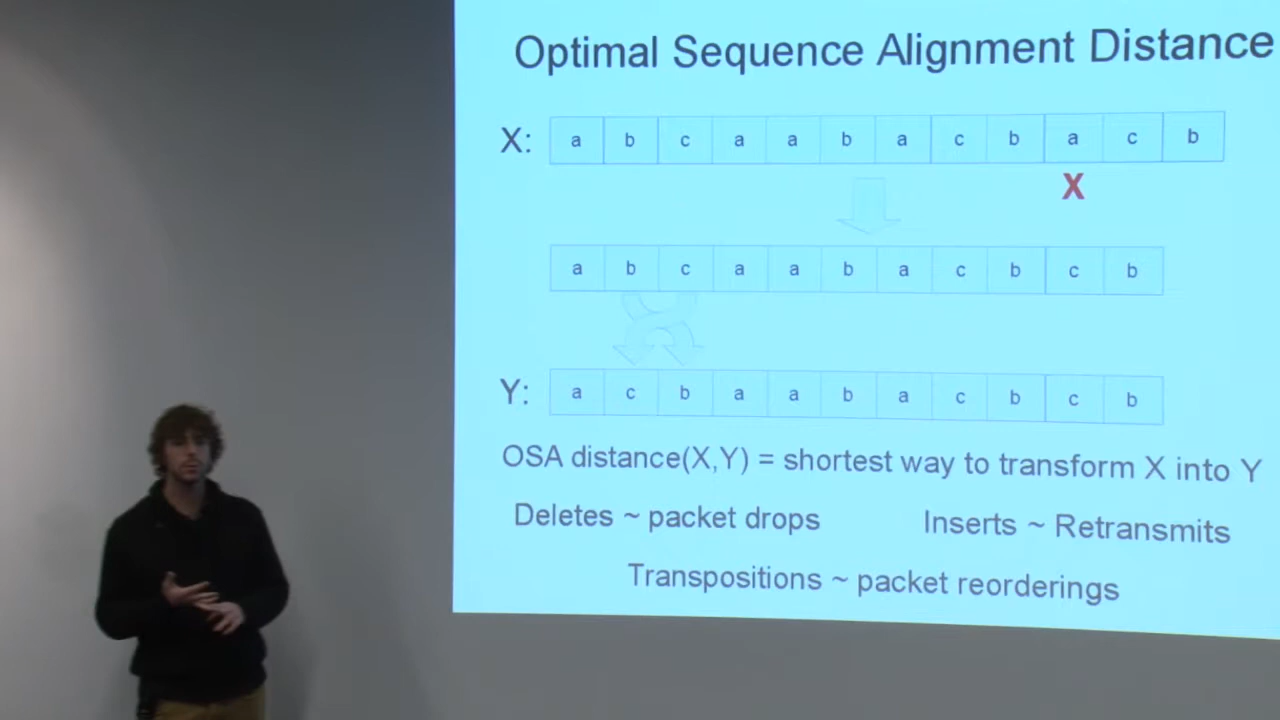 Optimal Sequence Alignment Distance
X: a b c a a b a c b a c b
X
a b c a a b a c b c b
Y: a c b a a b a c b c b
OSA distance(X,Y) = shortest way to transform X into Y
Deletes ~ packet drops Inserts ~ Retransmits
Transpositions ~ packet reorderings